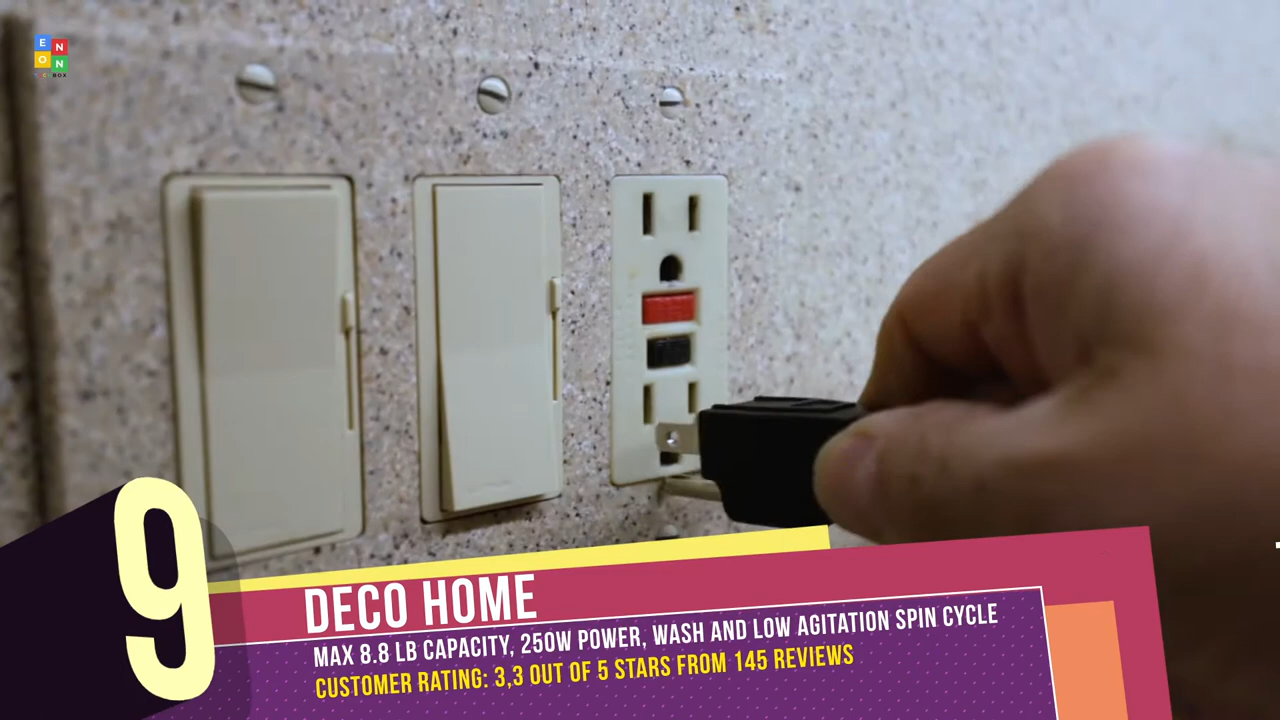 E N
O N
BOX
9
DECO HOME
MAX 8.8 LB CAPACITY, 250W POWER, WASH AND LOW AGITATION SPIN CYCLE
CUSTOMER RATING: 3,3 OUT OF 5 STARS FROM 145 REVIEWS